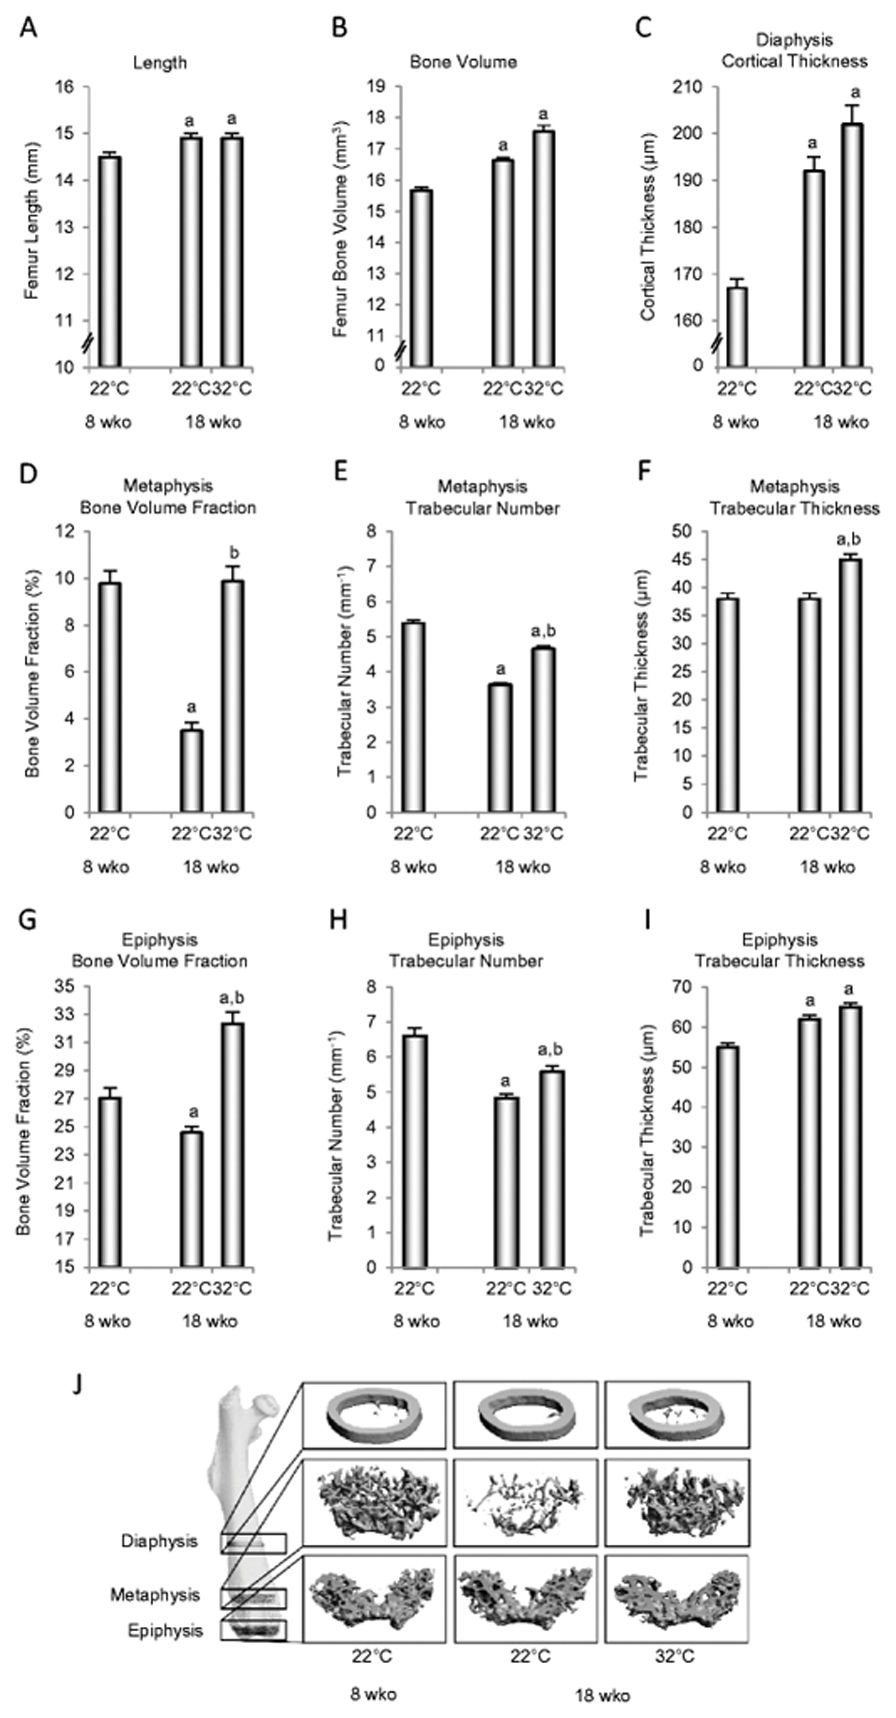 A
Length
Femur Length (mm)
16
15
14
13
12
11
10
a
a
22°C
22°C
32°C
8 wko
18 wko
B
Bone Volume
Femur Bone Volume (mm³)
19
18
17
16
15
14
13
12
11
0
a
a
22°C
22°C
32°C
8 wko
18 wko
C
Diaphysis
Cortical Thickness
Cortical Thickness (µm)
210
200
190
180
170
160
0
a
a
22°C
22°C
32°C
8 wko
18 wko
D
Metaphysis
Bone Volume Fraction
Bone Volume Fraction (%)
12
10
8
6
4
2
0
a
b
22°C
22°C
32°C
8 wko
18 wko
E
Metaphysis
Trabecular Number
Trabecular Number (mm⁻¹)
8
7
6
5
4
3
2
1
0
a
a,b
22°C
22°C
32°C
8 wko
18 wko
F
Metaphysis
Trabecular Thickness
Trabecular Thickness (µm)
50
45
40
35
30
25
20
15
10
5
0
a,b
22°C
22°C
32°C
8 wko
18 wko
G
Epiphysis
Bone Volume Fraction
Bone Volume Fraction (%)
35
33
31
29
27
25
23
21
19
17
15
a
a,b
22°C
22°C
32°C
8 wko
18 wko
H
Epiphysis
Trabecular Number
Trabecular Number (mm⁻¹)
8
7
6
5
4
3
2
1
0
a
a,b
22°C
22°C
32°C
8 wko
18 wko
I
Epiphysis
Trabecular Thickness
Trabecular Thickness (µm)
70
60
50
40
30
20
10
0
a
a
22°C
22°C
32°C
8 wko
18 wko
J
Diaphysis
Metaphysis
Epiphysis
22°C
22°C
32°C
8 wko
18 wko